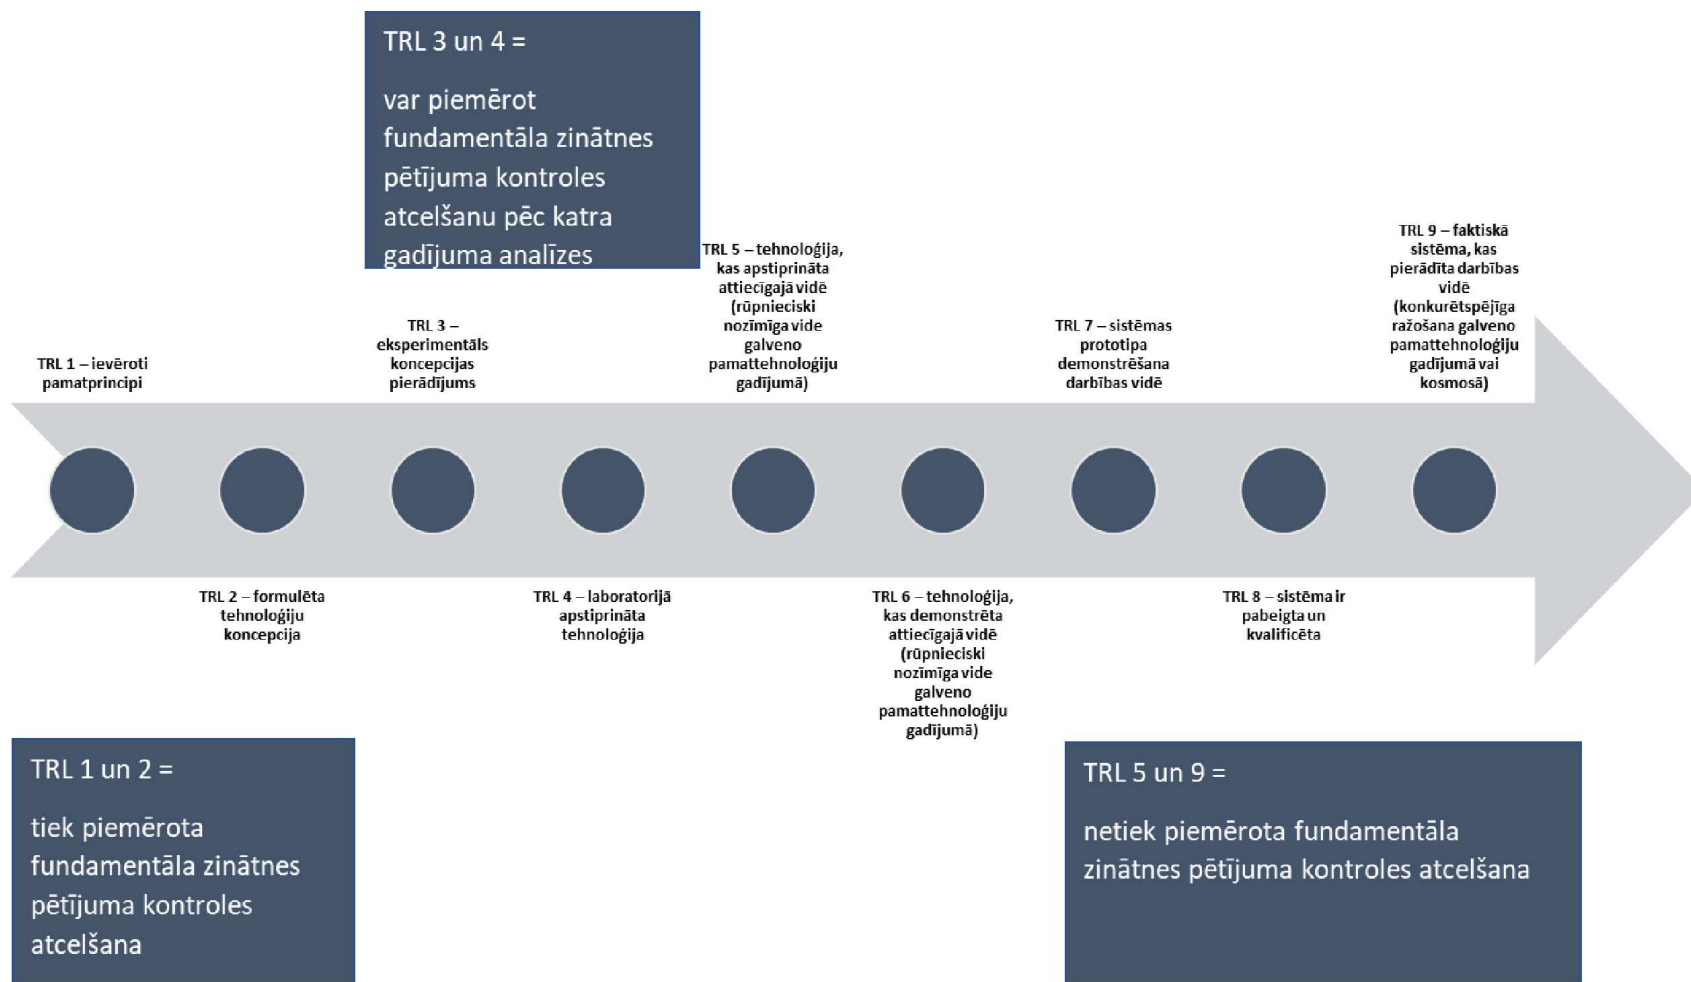 TRL 3 un 4 =
var piemērot
fundamentāla zinātnes
pētījuma kontroles
atcelšanu pēc katra
gadījuma analīzes
TRL 1 – ievēroti
pamatprincipi
TRL 3 –
eksperimentāls
koncepcijas
pierādījums
TRL 5 – tehnoloģija,
kas apstiprināta
attiecīgajā vidē
(rūpnieciski
nozīmīga vide
galveno
pamattehnoloģiju
gadījumā)
TRL 7 – sistēmas
prototipa
demonstrēšana
darbības vidē
TRL 9 – faktiskā
sistēma, kas
pierādīta darbības
vidē
(konkurētspējīga
ražošana galveno
pamattehnoloģiju
gadījumā vai
kosmosā)
TRL 2 – formulēta
tehnoloģiju
koncepcija
TRL 4 – laboratorijā
apstiprināta
tehnoloģija
TRL 6 – tehnoloģija,
kas demonstrēta
attiecīgajā vidē
(rūpnieciski
nozīmīga vide
galveno
pamattehnoloģiju
gadījumā)
TRL 8 – sistēma ir
pabeigta un
kvalificēta
TRL 1 un 2 =
tiek piemērota
fundamentāla zinātnes
pētījuma kontroles
atcelšana
TRL 5 un 9 =
netiek piemērota fundamentāla
zinātnes pētījuma kontroles atcelšana